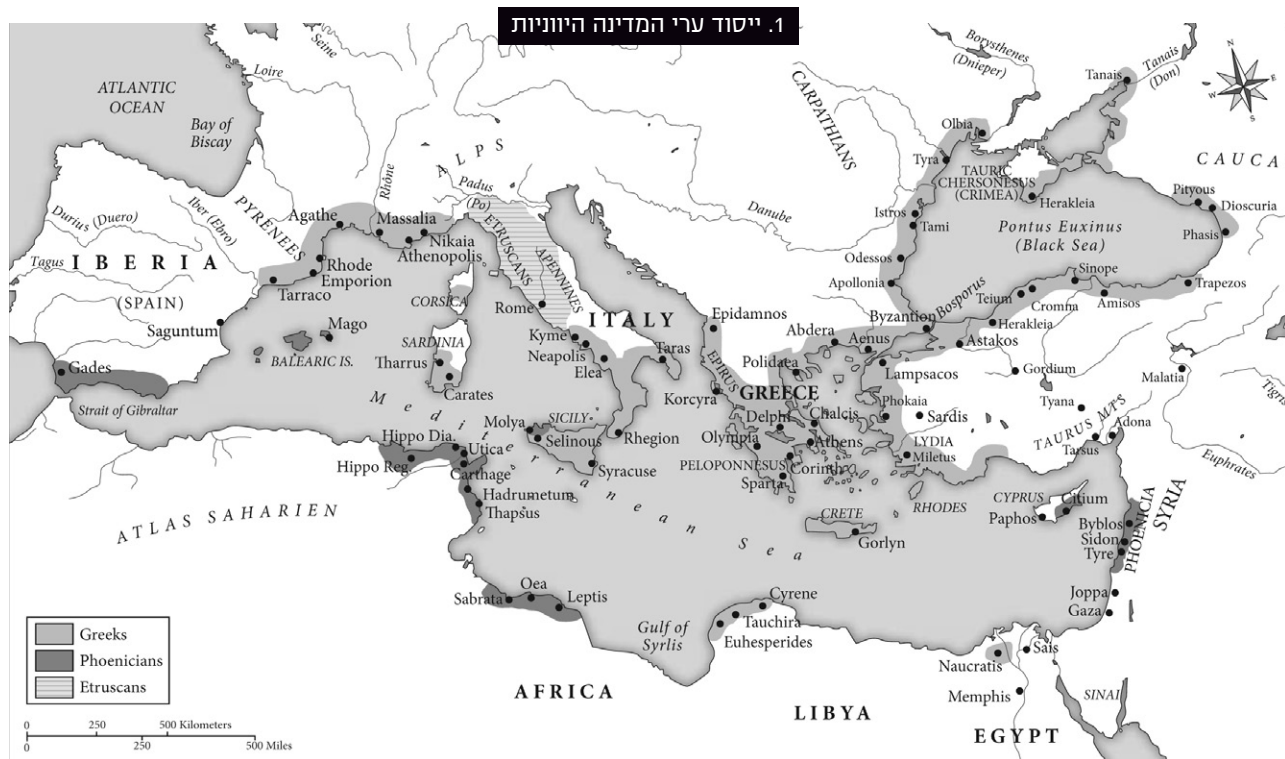 1. ייסוד ערי המדינה היווניות
ATLANTIC
OCEAN
Bay of
Biscay
Seine
Loire
Rhône
ALPS
Padus
(Po)
CARPATHIANS
Danube
Borysthenes
(Dnieper)
Tanais
Tanais
(Don)
N
E
S
W
CAUCA
Olbia
Tyra
TAURIC
CHERSONESUS
(CRIMEA)
Herakleia
Pityous
Dioscuria
Phasis
Istros
Tami
Pontus Euxinus
(Black Sea)
Odessos
Apollonia
Sinope
Teium
Cromna
Amisos
Trapezos
Bosporus
Byzantion
Herakleia
Astakos
Durius (Duero)
Iber (Ebro)
PYRENEES
Tagus
IBERIA
(SPAIN)
Agathe
Massalia
Nikaia
Athenopolis
Rhode
Emporion
Tarraco
Saguntum
Mago
BALEARIC IS.
Gades
Strait of Gibraltar
ETRUSCANS
APENNINES
CORSICA
SARDINIA
Tharrus
Carates
Rome
ITALY
Kyme
Neapolis
Elea
Taras
Epidamnos
EPIRUS
Korcyra
Abdera
Aenus
Polidaea
GREECE
Lampsacos
Gordium
Malatia
Tigris
Phokaia
Sardis
Tyana
TAURUS MTS
Adona
Tarsus
Euphrates
Delphi
Chalcis
Olympia
Athens
LYDIA
Miletus
PELOPONNESUS
Corinth
Sparta
Mediterranean Sea
Molya
SICILY
Selinous
Rhegion
Syracuse
Hippo Dia.
Utica
Hippo Reg.
Carthage
Hadrumetum
Thapsus
ATLAS SAHARIEN
CRETE
Gorlyn
RHODES
CYPRUS
Citium
Paphos
SYRIA
PHOENICIA
Byblos
Sidon
Tyre
Joppa
Gaza
Sabrata
Oea
Leptis
Gulf of
Syrlis
Cyrene
Tauchira
Euhesperides
Naucratis
Sais
Memphis
SINAI
AFRICA
LIBYA
EGYPT
Greeks
Phoenicians
Etruscans
0 250 500 Kilometers
0 250 500 Miles